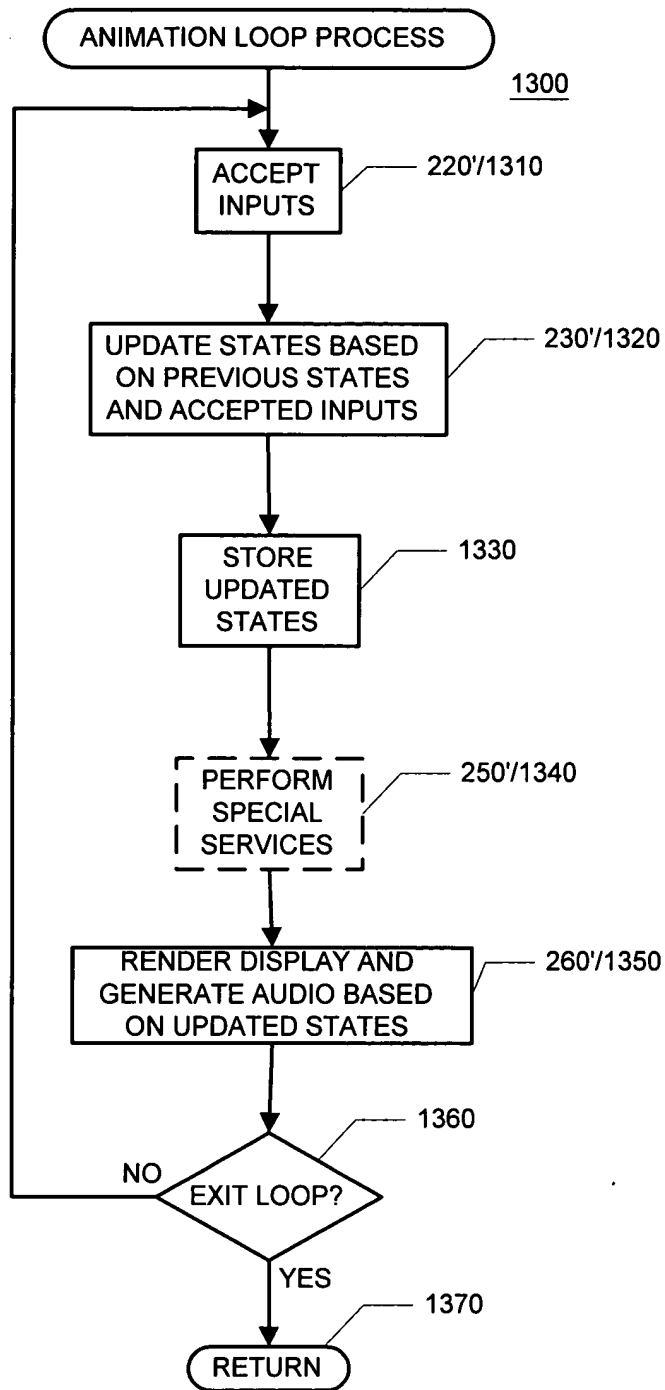 ANIMATION LOOP PROCESS
1300
ACCEPT
INPUTS
220'/1310
UPDATE STATES BASED
ON PREVIOUS STATES
AND ACCEPTED INPUTS
230'/1320
STORE
UPDATED
STATES
1330
PERFORM
SPECIAL
SERVICES
250'/1340
RENDER DISPLAY AND
GENERATE AUDIO BASED
ON UPDATED STATES
260'/1350
1360
NO
EXIT LOOP?
YES
1370
RETURN